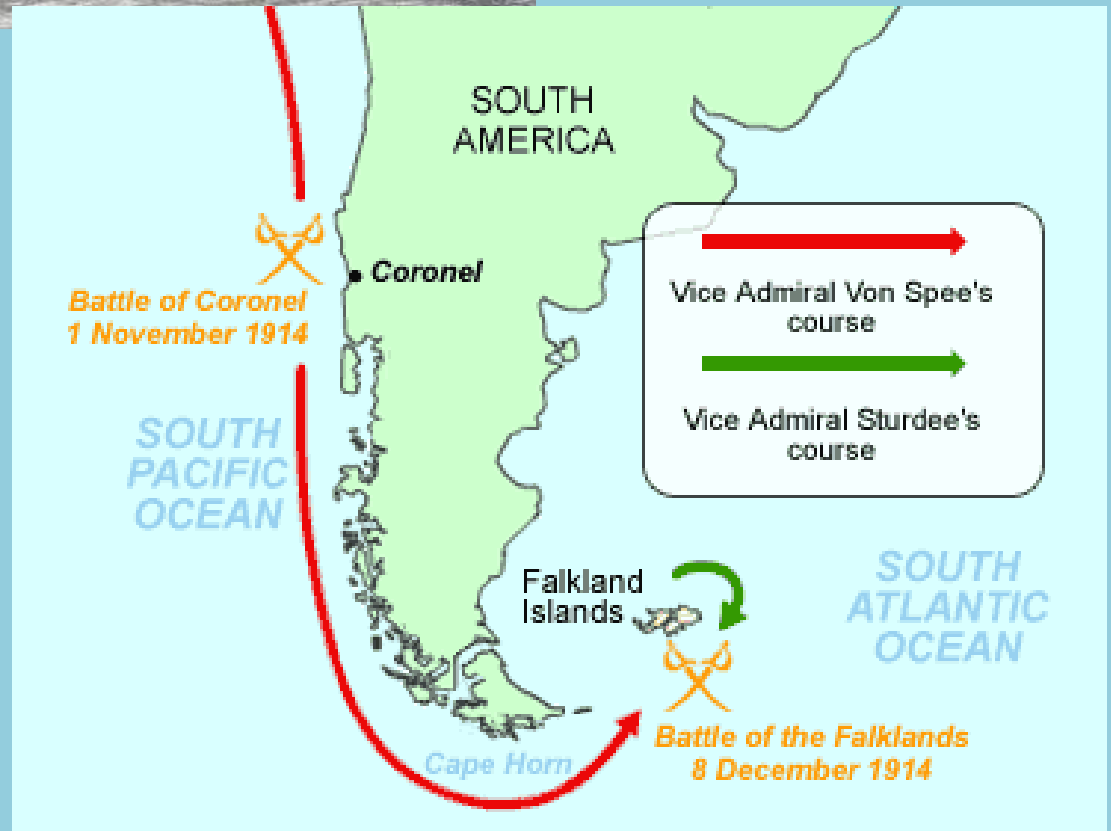 SOUTH
AMERICA
Coronel
Battle of Coronel
1 November 1914
Vice Admiral Von Spee's
course
Vice Admiral Sturdee's
course
SOUTH
PACIFIC
OCEAN
Falkland
Islands
SOUTH
ATLANTIC
OCEAN
Battle of the Falklands
8 December 1914
Cape Horn